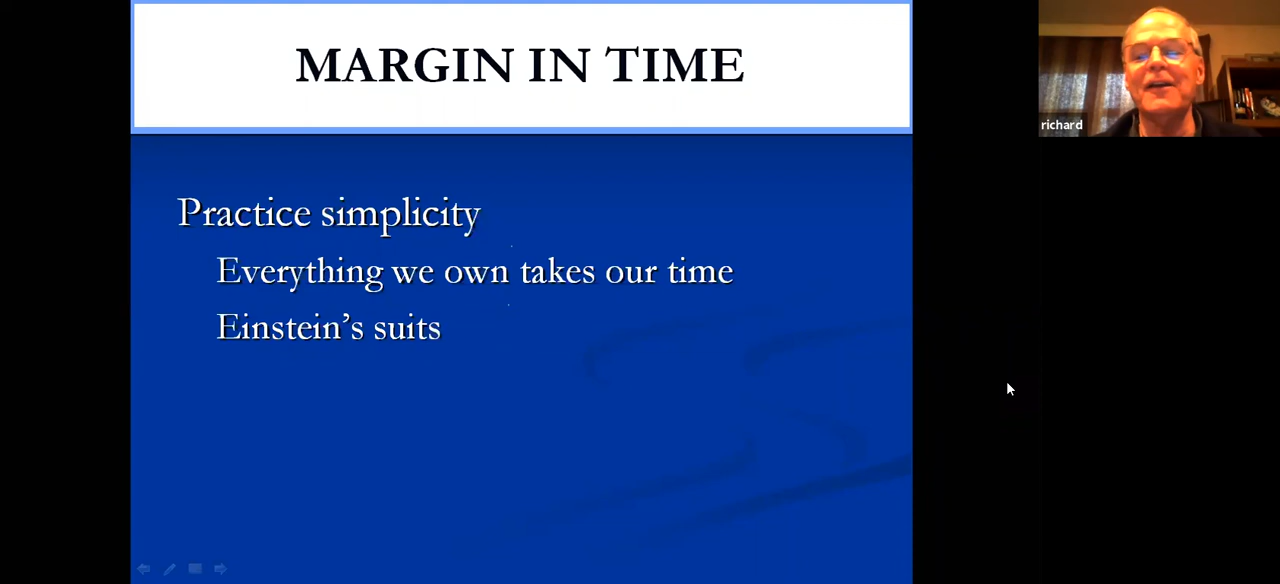 MARGIN IN TIME
richard
Practice simplicity
Everything we own takes our time
Einstein’s suits